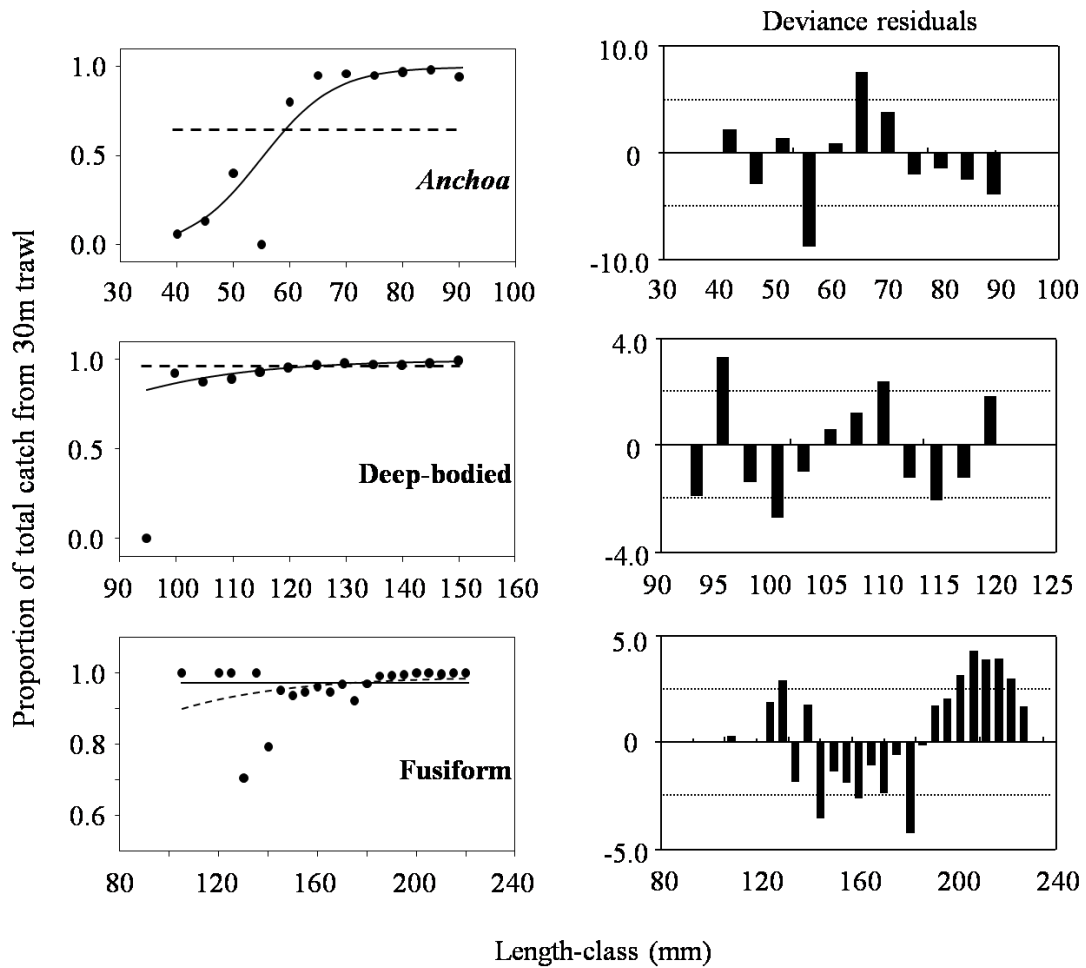 Deviance residuals
Proportion of total catch from 30m trawl
1.0
0.5
0.0
Anchoa
30 40 50 60 70 80 90 100
10.0
0
-10.0
30 40 50 60 70 80 90 100
1.0
0.5
0.0
Deep-bodied
90 100 110 120 130 140 150 160
4.0
0
-4.0
90 95 100 105 110 115 120 125
1.0
0.8
0.6
Fusiform
80 120 160 200 240
5.0
0
-5.0
80 120 160 200 240
Length-class (mm)